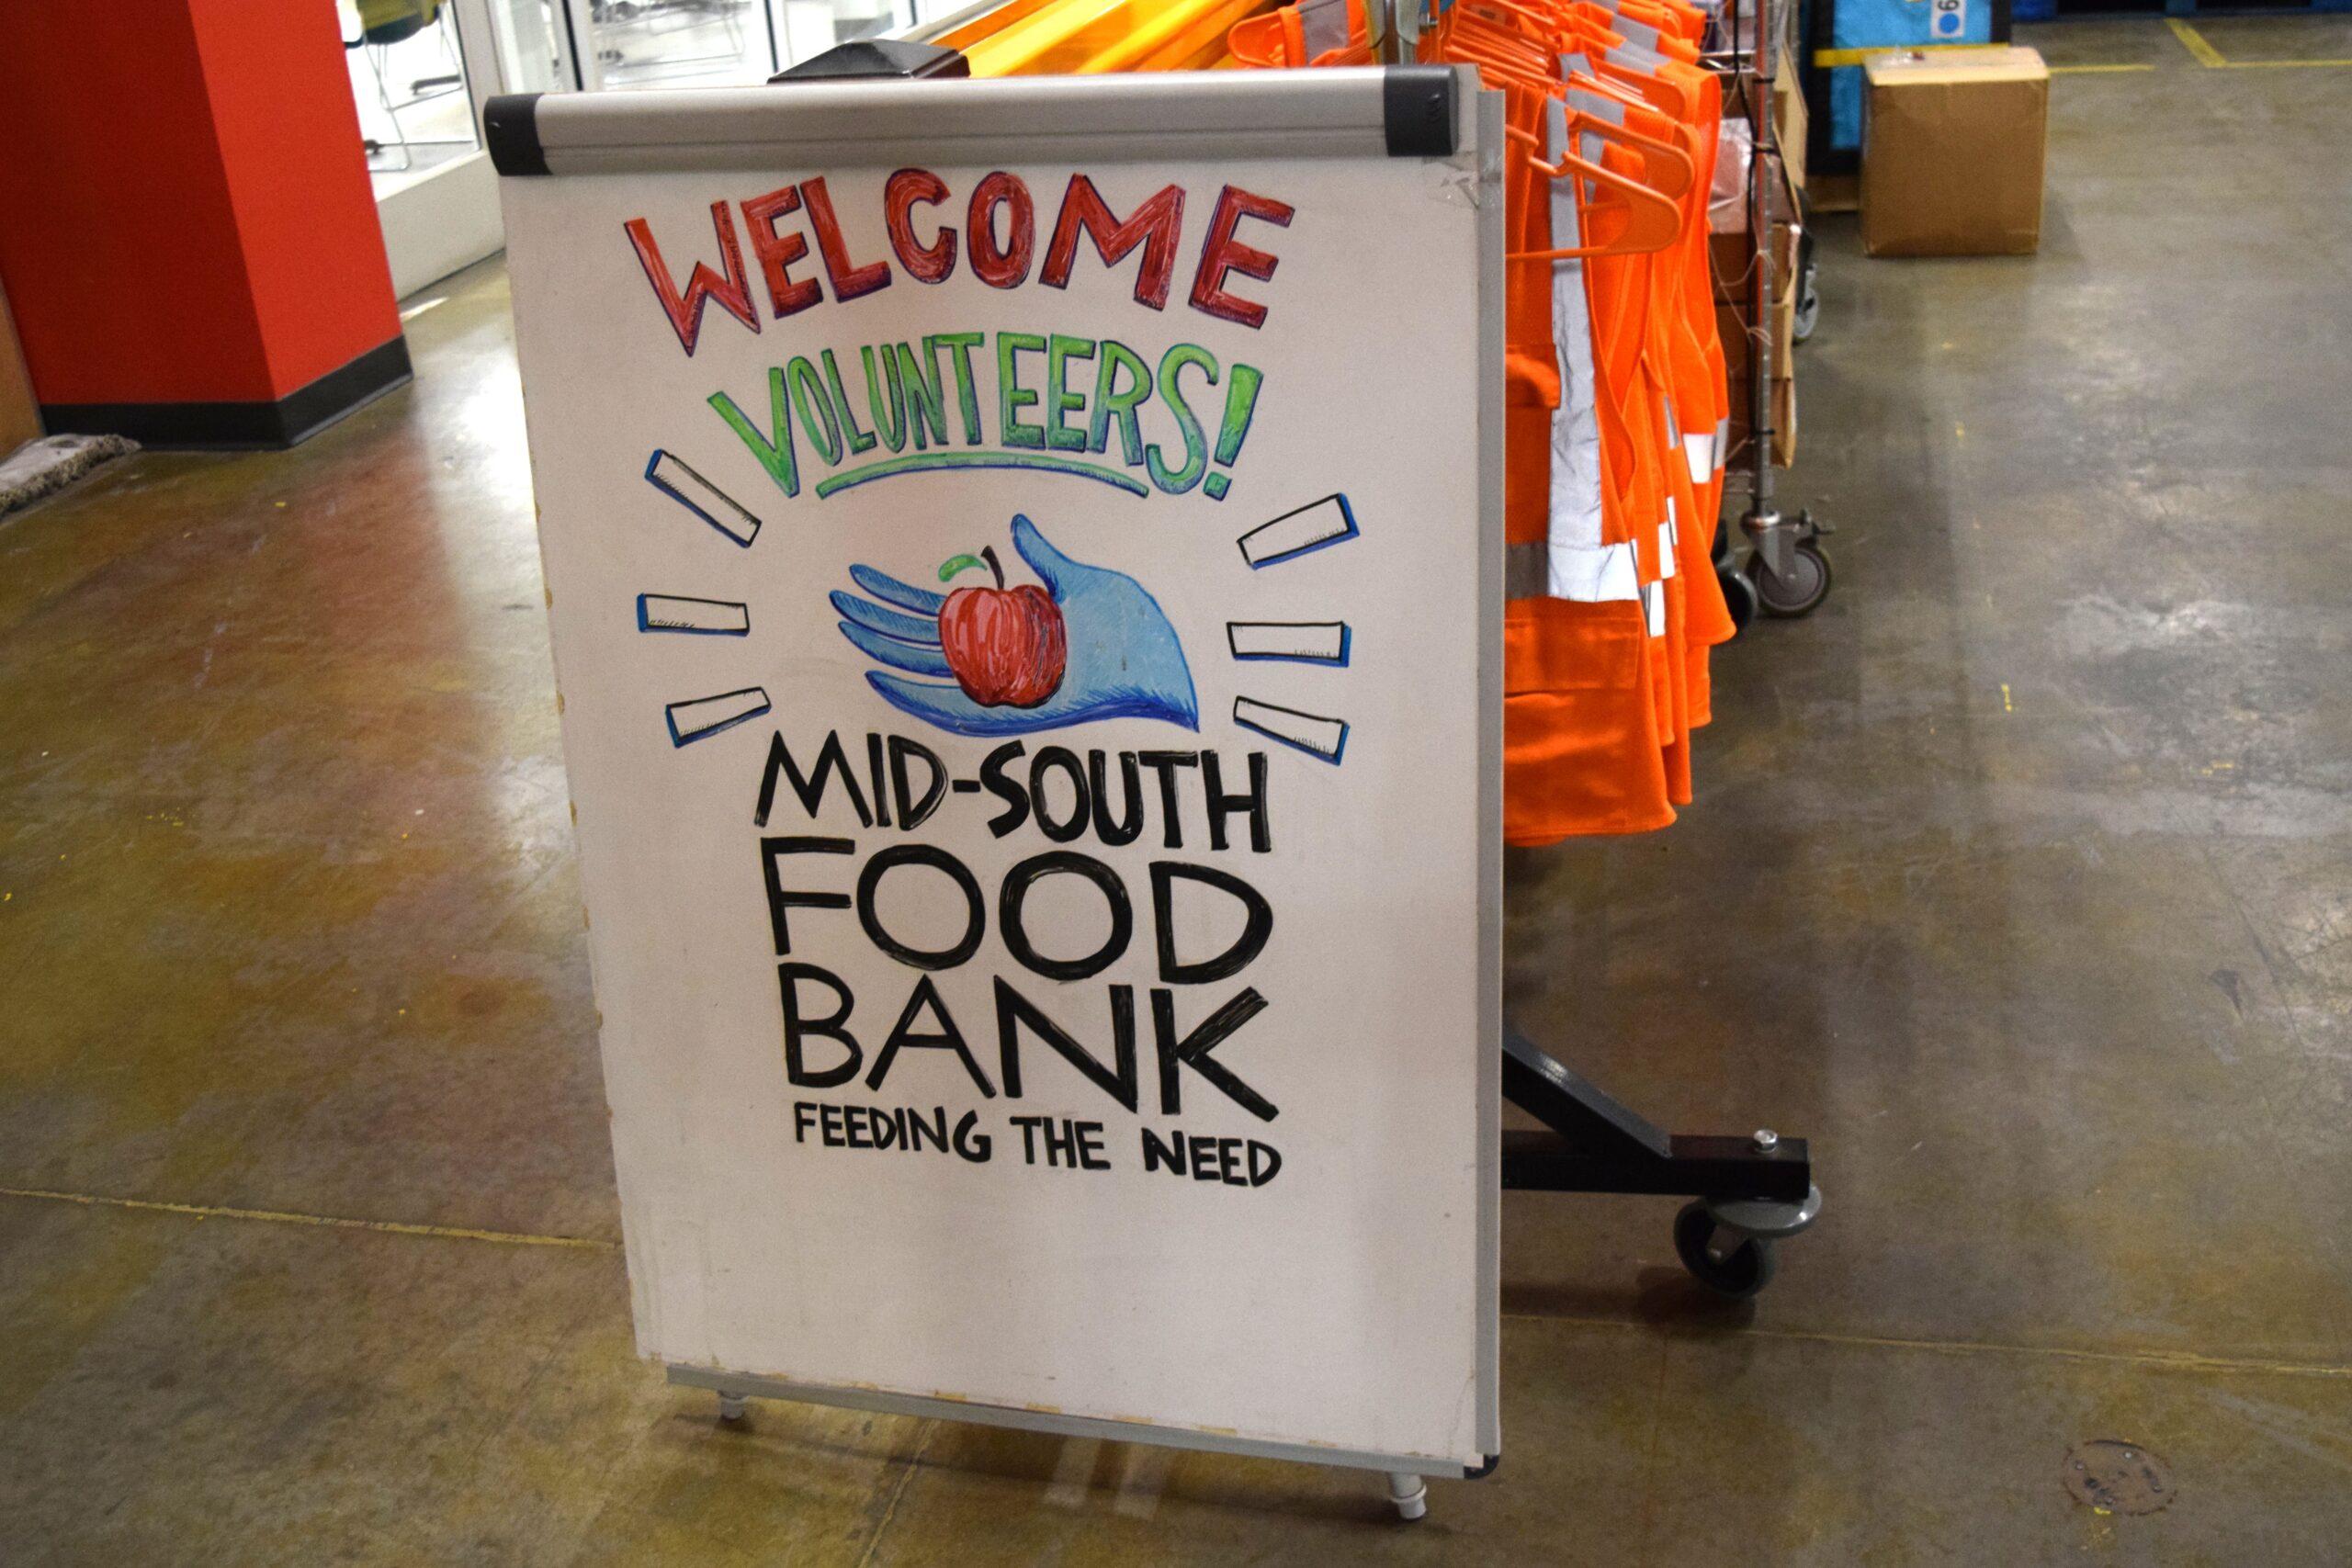 WELCOME
VOLUNTEERS!
MID-SOUTH
FOOD
BANK
FEEDING THE NEED